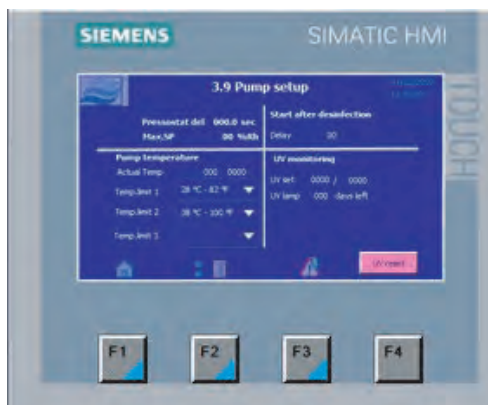 SIEMENS
SIMATIC HMI
TOUCH
3.9 Pump setup
Pressostat del 000.0 sec
Max.SP 00 %Rh
Start after desinfection
Delay 00
Pump temperature
Actual Temp 000 0000
Temp.limit 1 28 °C - 82 °F
Temp.limit 2 38 °C - 100 °F
Temp.limit 3
UV monitoring
UV set 0000 / 0000
UV lamp 000 days left
UV reset
F1
F2
F3
F4